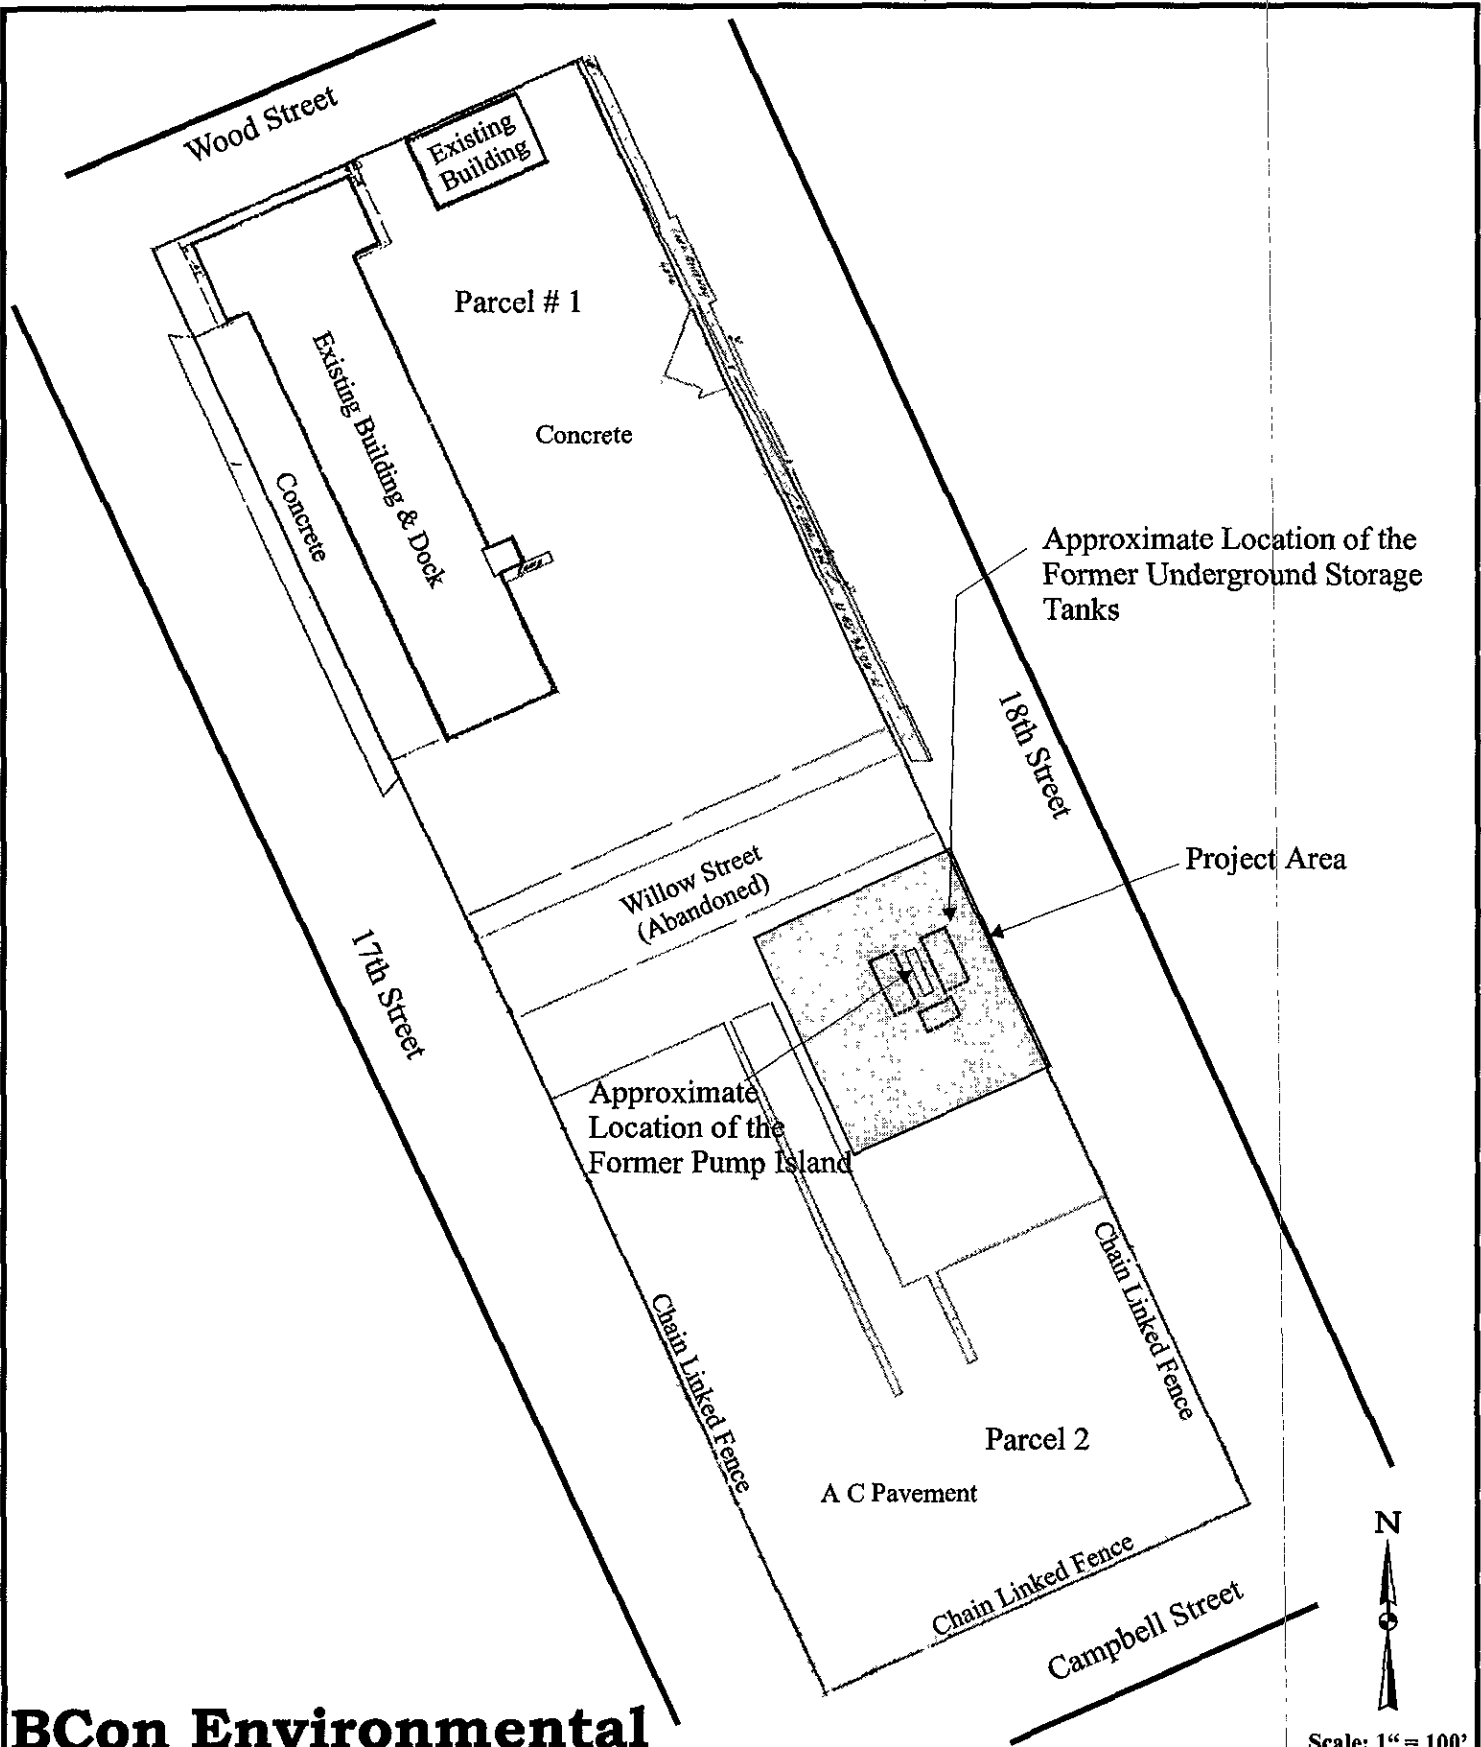 Wood Street
Existing
Building
Parcel # 1
Existing Building & Dock
Concrete
Concrete
Approximate Location of the
Former Underground Storage
Tanks
18th Street
Project Area
Willow Street
(Abandoned)
17th Street
Approximate
Location of the
Former Pump Island
Chain Linked Fence
Chain Linked Fence
Parcel 2
A C Pavement
Chain Linked Fence
Campbell Street
N
BCon Environmental
Scale: 1“ = 100'